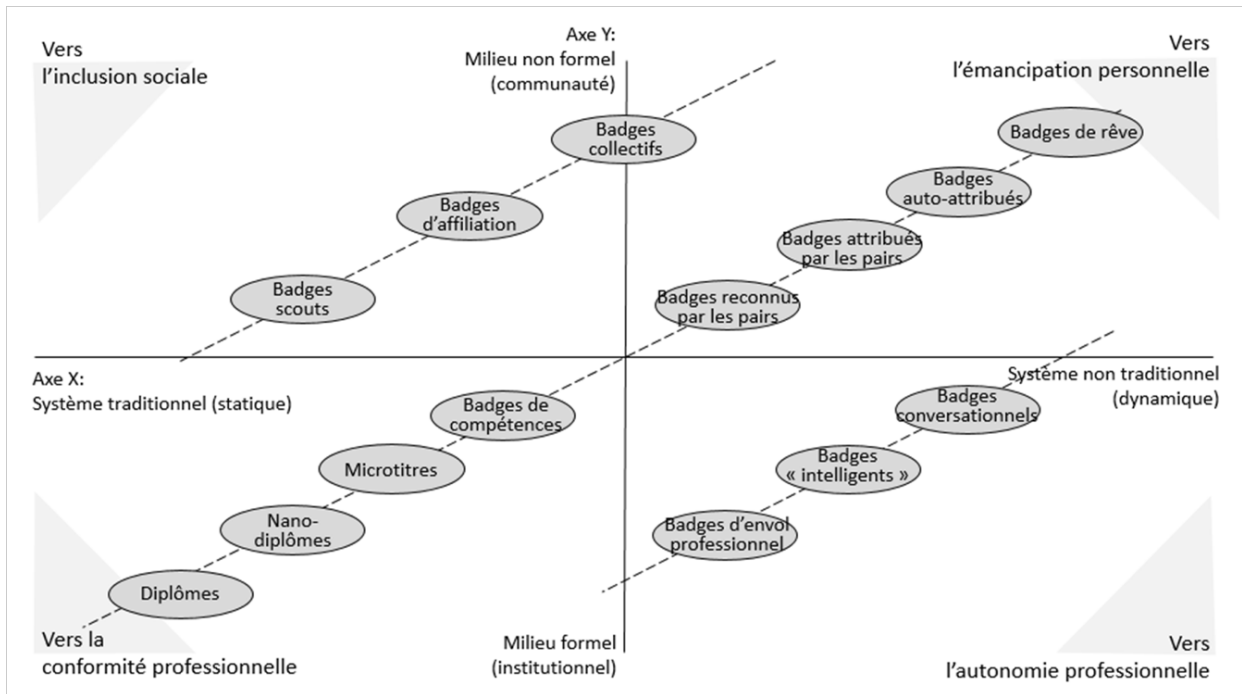 Vers
l'inclusion sociale
Axe Y:
Milieu non formel
(communauté)
Vers
l'émancipation personnelle
Badges
collectifs
Badges de rêve
Badges
auto-attribués
Badges
d'affiliation
Badges attribués
par les pairs
Badges
scouts
Badges reconnus
par les pairs
Axe X:
Système traditionnel (statique)
Système non traditionnel
(dynamique)
Badges de
compétences
Badges
conversationnels
Microtitres
Badges
« intelligents »
Nano-
diplômes
Badges d'envol
professionnel
Diplômes
Vers la
conformité professionnelle
Milieu formel
(institutionnel)
Vers
l'autonomie professionnelle